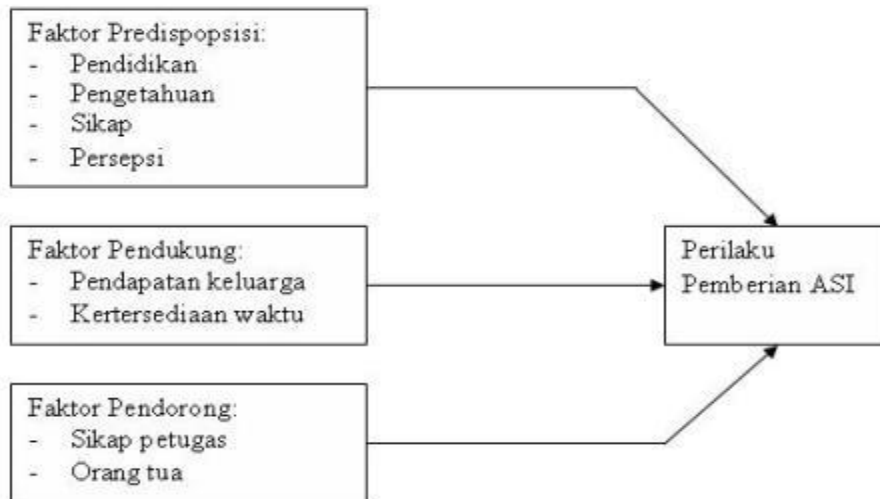 Faktor Predispopsisi:
- Pendidikan
- Pengetahuan
- Sikap
- Persepsi
Faktor Pendukung:
- Pendapatan keluarga
- Kertersediaan waktu
Perilaku
Pemberian ASI
Faktor Pendorong:
- Sikap petugas
- Orang tua